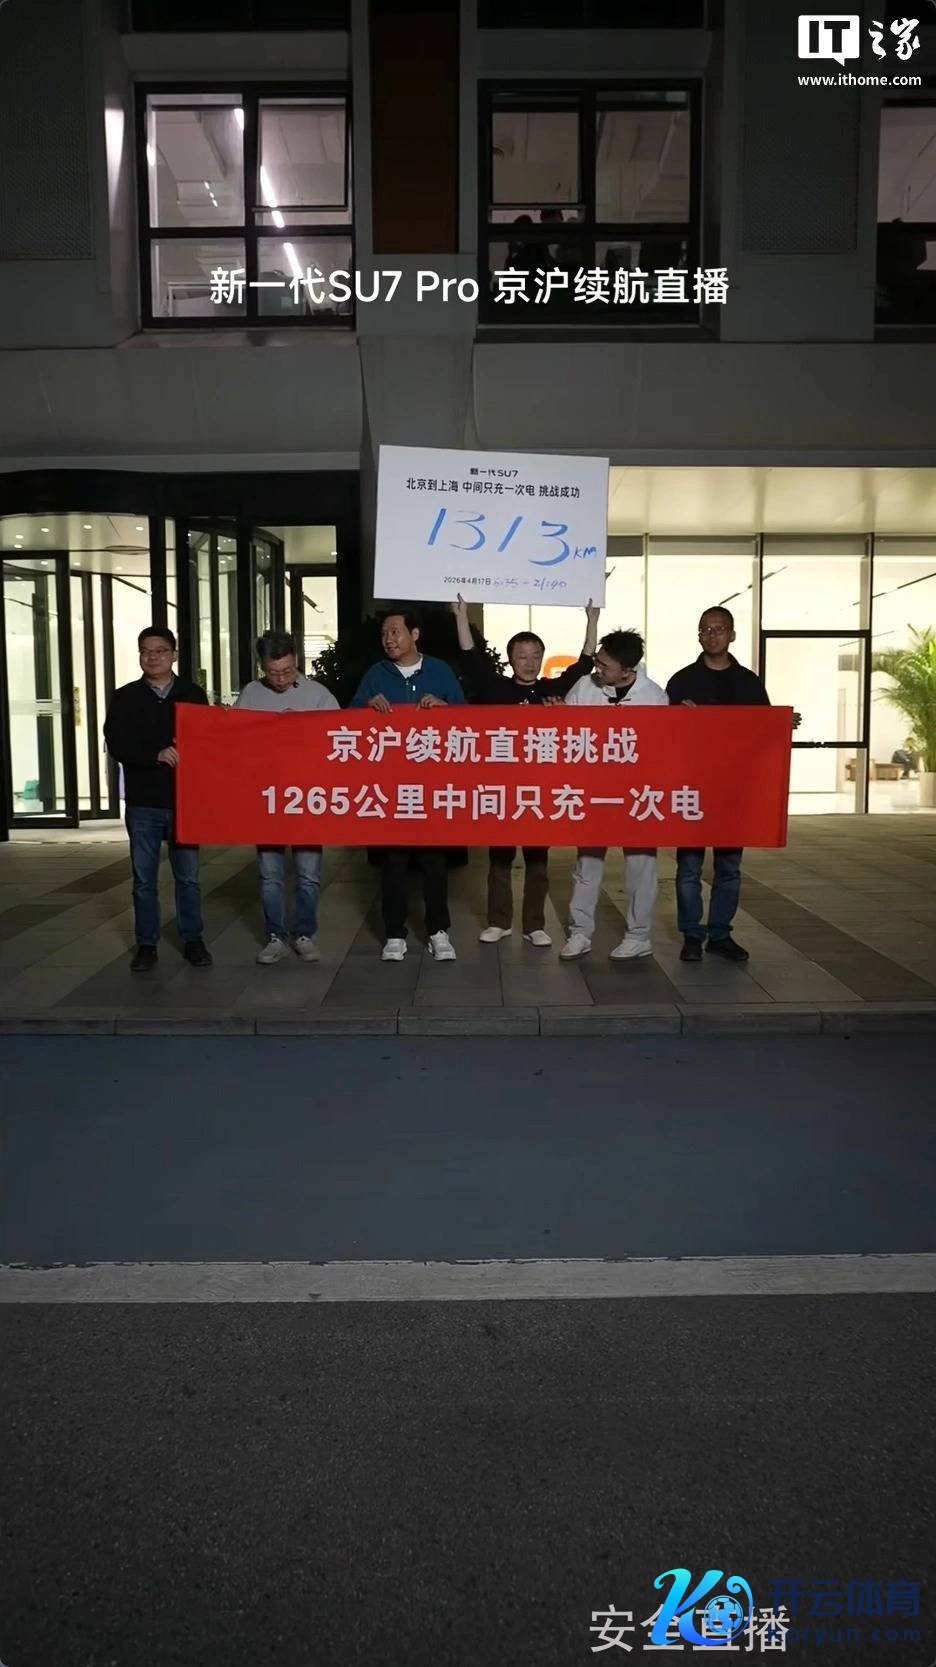 IT之家
www.ithome.com
新一代SU7 Pro 京沪续航直播
新一代SU7
北京到上海 中间只充一次电 挑战成功
1313KM
2026年4月17日 6:35-21:40
京沪续航直播挑战
1265公里中间只充一次电
开云体育
安全直播
kaiyun.com